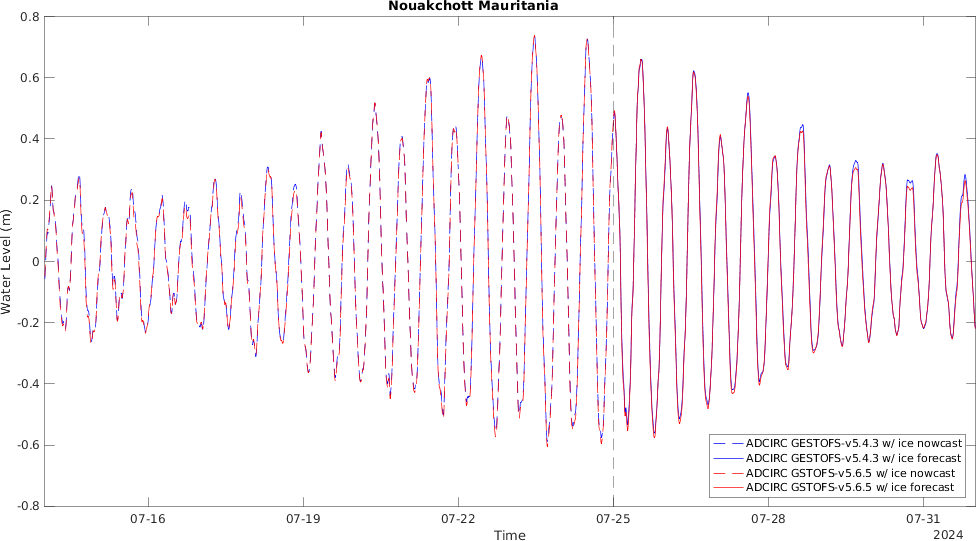 Nouakchott Mauritania
Water Level (m)
0.8
0.6
0.4
0.2
0
-0.2
-0.4
-0.6
-0.8
ADCIRC GESTOFS-v5.4.3 w/ ice nowcast
ADCIRC GESTOFS-v5.4.3 w/ ice forecast
ADCIRC GSTOFS-v5.6.5 w/ ice nowcast
ADCIRC GSTOFS-v5.6.5 w/ ice forecast
07-16 07-19 07-22 07-25 07-28 07-31
Time
2024